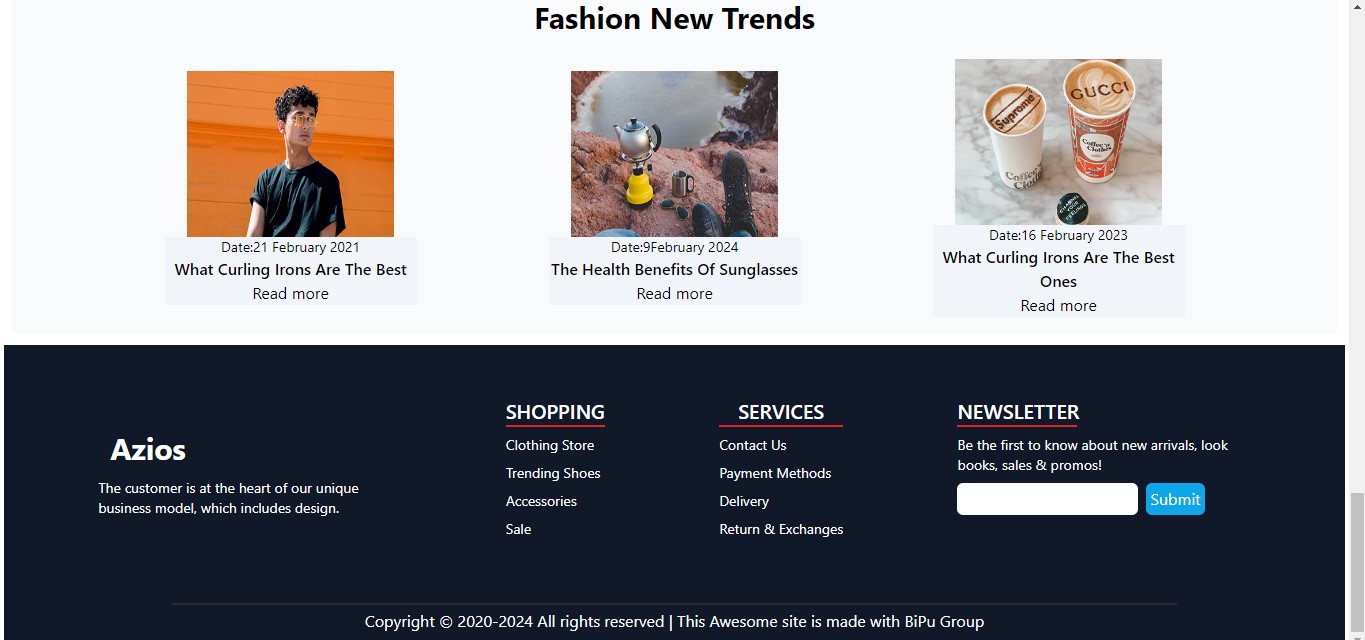 Fashion New Trends
Supreme
GUCCI
Coffee'n
Clothes
Coffee'n
Clothes
Date:21 February 2021
What Curling Irons Are The Best
Read more
Date:9February 2024
The Health Benefits Of Sunglasses
Read more
Date:16 February 2023
What Curling Irons Are The Best
Ones
Read more
Azios
The customer is at the heart of our unique
business model, which includes design.
SHOPPING
Clothing Store
Trending Shoes
Accessories
Sale
SERVICES
Contact Us
Payment Methods
Delivery
Return & Exchanges
NEWSLETTER
Be the first to know about new arrivals, look
books, sales & promos!
Submit
Copyright © 2020-2024 All rights reserved | This Awesome site is made with BiPu Group